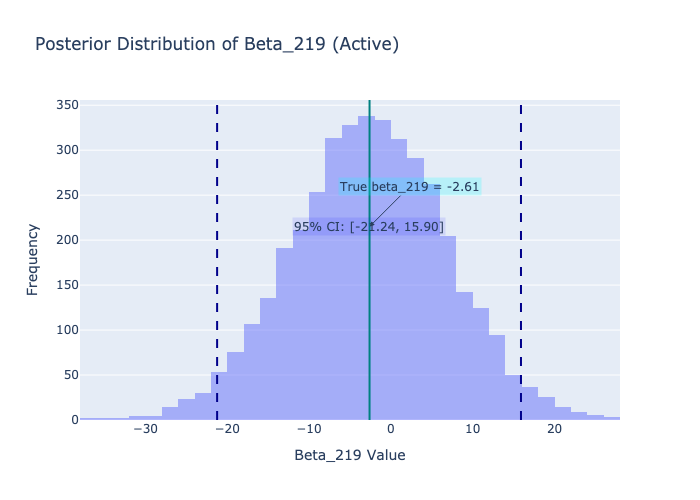 Posterior Distribution of Beta_219 (Active)
350
300
250
200
150
100
50
0
Frequency
True beta_219 = -2.61
95% CI: [-21.24, 15.90]
−30
−20
−10
0
10
20
Beta_219 Value